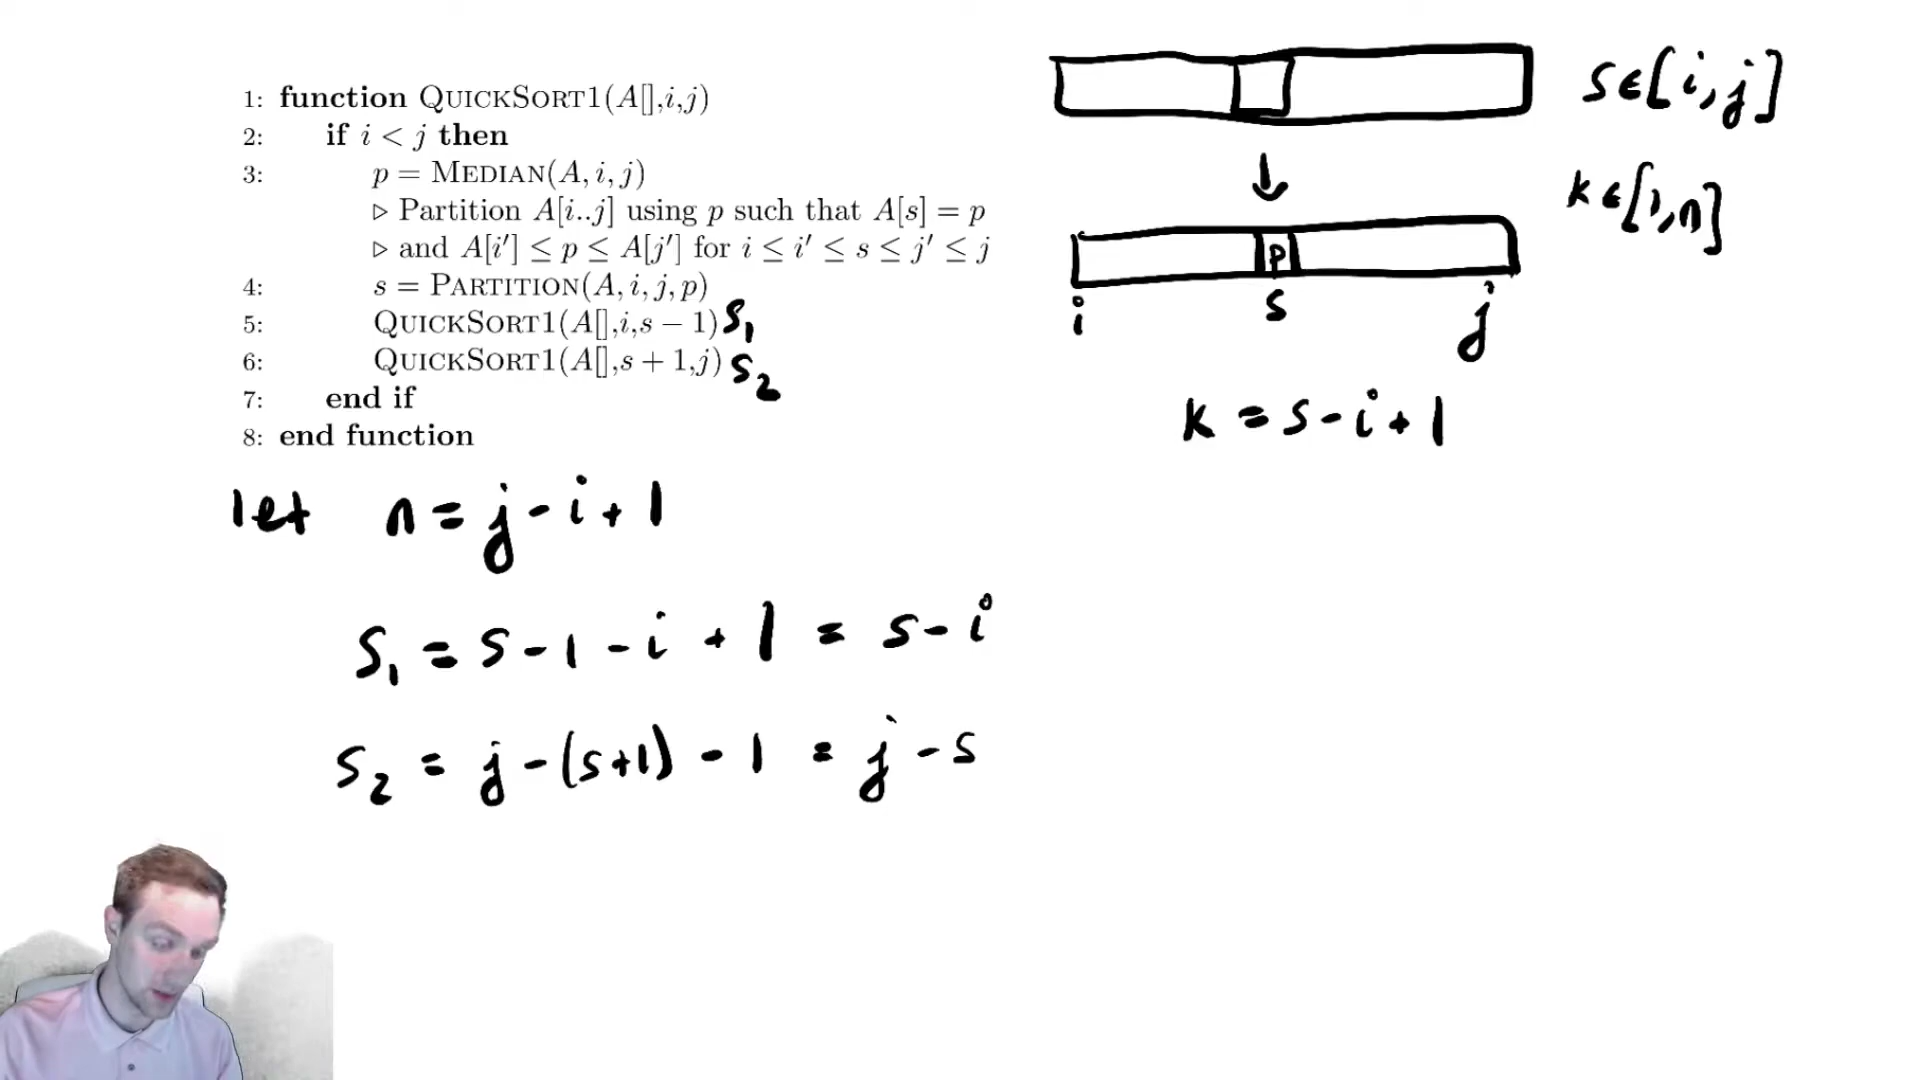 1: function QUICKSORT1(A[],i,j)
2: if i < j then
3: p = MEDIAN(A, i, j)
▷ Partition A[i..j] using p such that A[s] = p
▷ and A[i′] ≤ p ≤ A[j′] for i ≤ i′ ≤ s ≤ j′ ≤ j
4: s = PARTITION(A, i, j, p)
5: QUICKSORT1(A[],i,s − 1) S₁
6: QUICKSORT1(A[],s + 1,j) S₂
7: end if
8: end function
let n = j - i + 1
S₁ = S - 1 - i + 1 = s - i
S₂ = j - (s+1) - 1 = j - s
S ∈ [i, j]
k ∈ [1, n]
p
i s j
k = s - i + 1